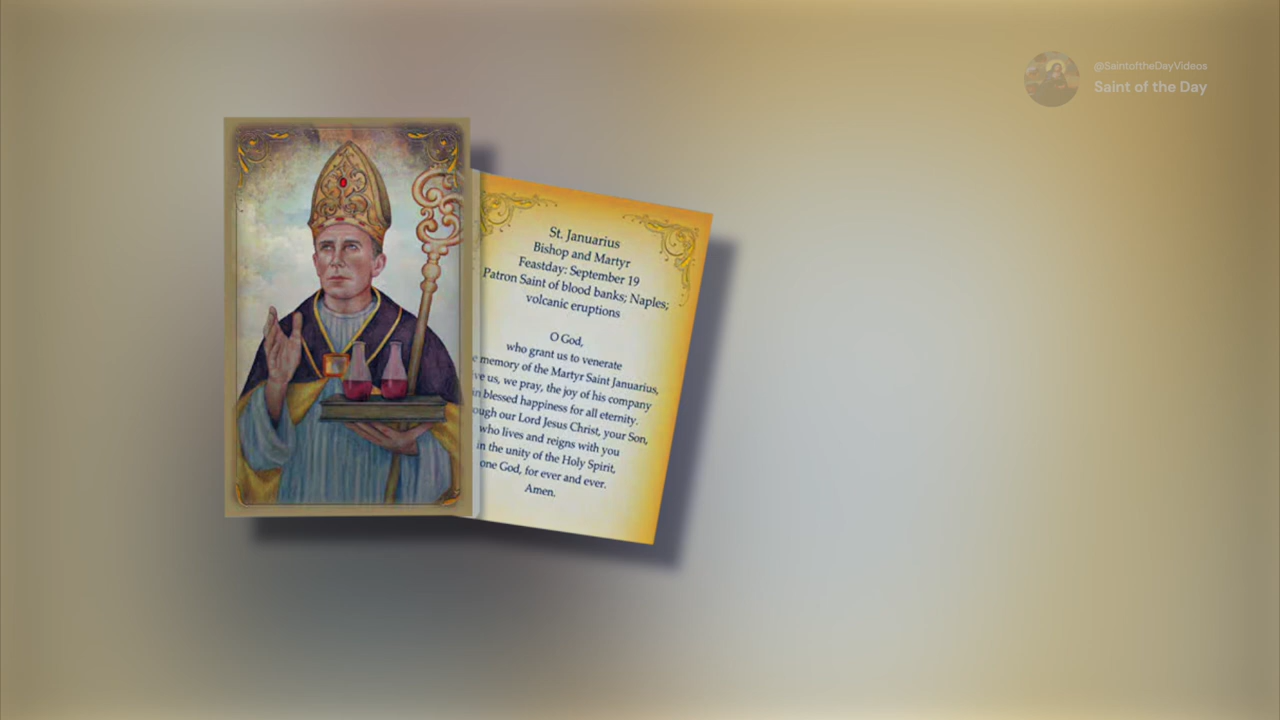 @SaintoftheDayVideos
Saint of the Day
St. Januarius
Bishop and Martyr
Feastday: September 19
Patron Saint of blood banks; Naples;
volcanic eruptions
O God,
who grant us to venerate
memory of the Martyr Saint Januarius,
us, we pray, the joy of his company
blessed happiness for all eternity.
our Lord Jesus Christ, your Son,
who lives and reigns with you
in the unity of the Holy Spirit,
one God, for ever and ever.
Amen.